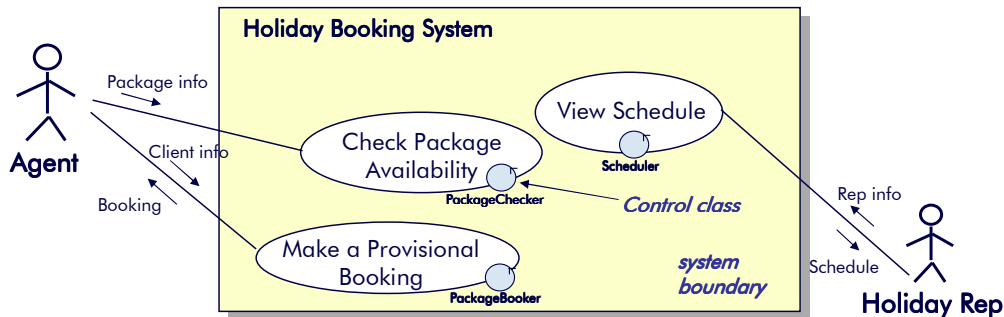 Holiday Booking System
Package info
View Schedule
Check Package
Availability
Agent
Client info
Scheduler
PackageChecker
Control class
Rep info
Booking
Make a Provisional
Booking
system
boundary
Schedule
PackageBooker
Holiday Rep